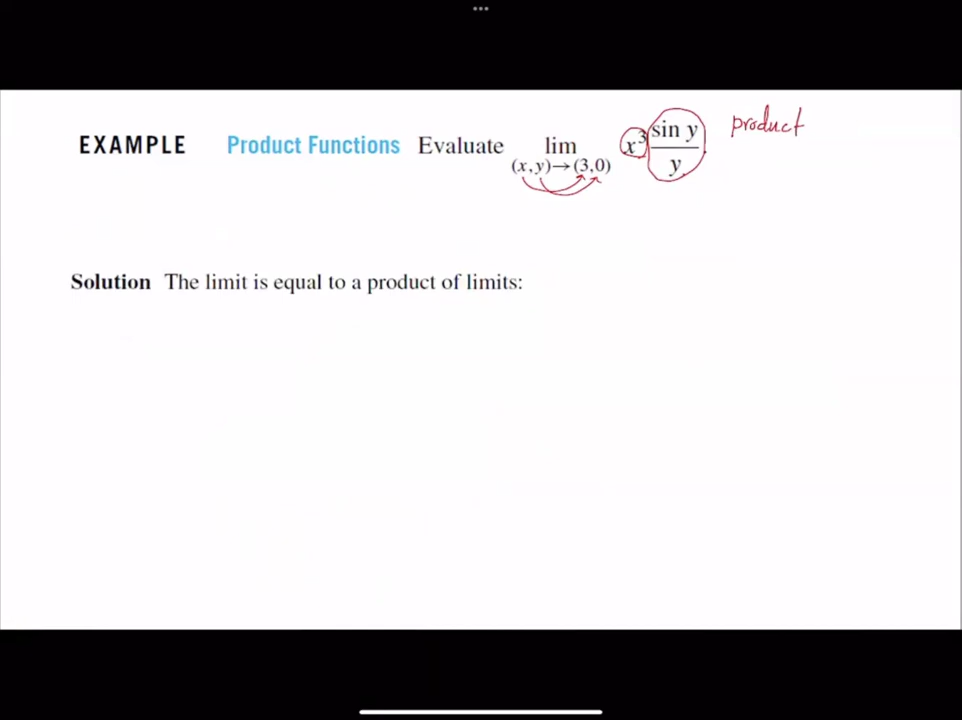 EXAMPLE Product Functions Evaluate lim (x,y)→(3,0) x³ sin y / y product
Solution The limit is equal to a product of limits: